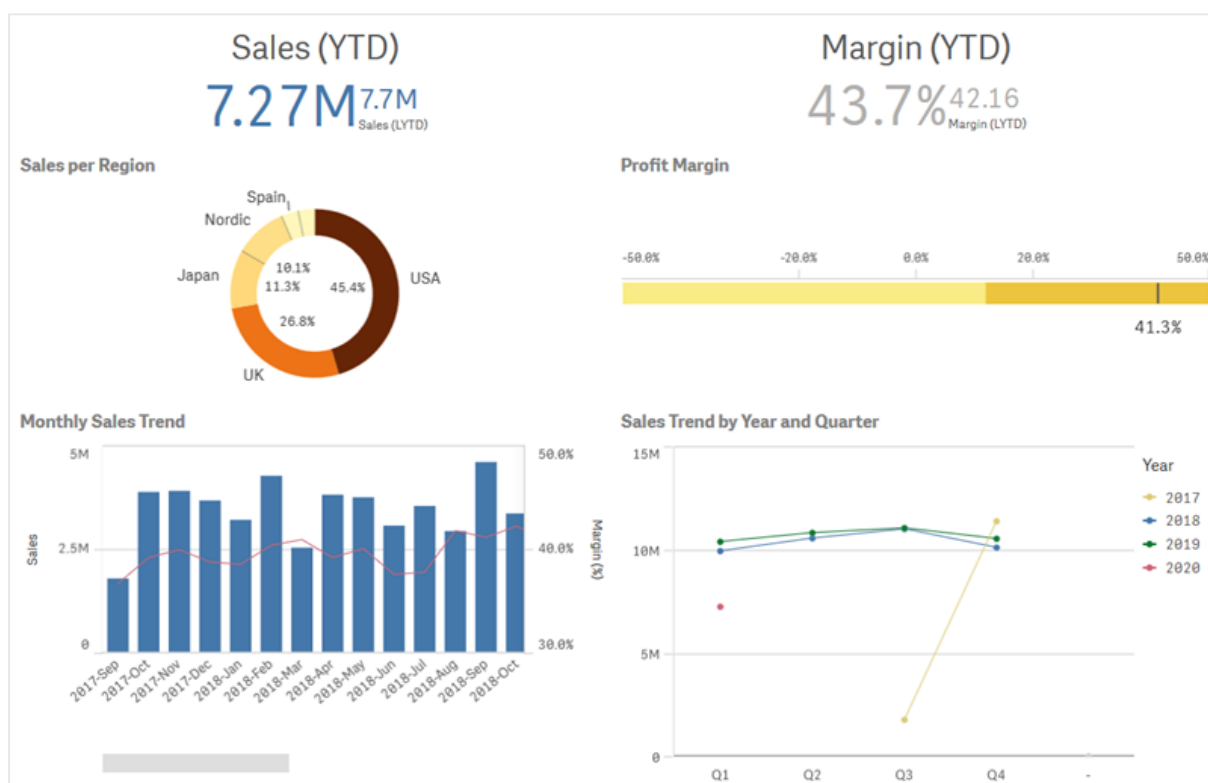 Sales (YTD)
7.27M 7.7M
Sales (LYTD)
Margin (YTD)
43.7% 42.16
Margin (LYTD)
Sales per Region
Spain
Nordic
Japan
USA
UK
10.1%
11.3%
45.4%
26.8%
Profit Margin
-50.0% -20.0% 0.0% 20.0% 50.0%
41.3%
Monthly Sales Trend
5M
2.5M
0
Sales
50.0%
40.0%
30.0%
Margin (%)
2017-Sep 2017-Oct 2017-Nov 2017-Dec 2018-Jan 2018-Feb 2018-Mar 2018-Apr 2018-May 2018-Jun 2018-Jul 2018-Aug 2018-Sep 2018-Oct
Sales Trend by Year and Quarter
15M
10M
5M
0
Q1 Q2 Q3 Q4 -
Year
2017
2018
2019
2020